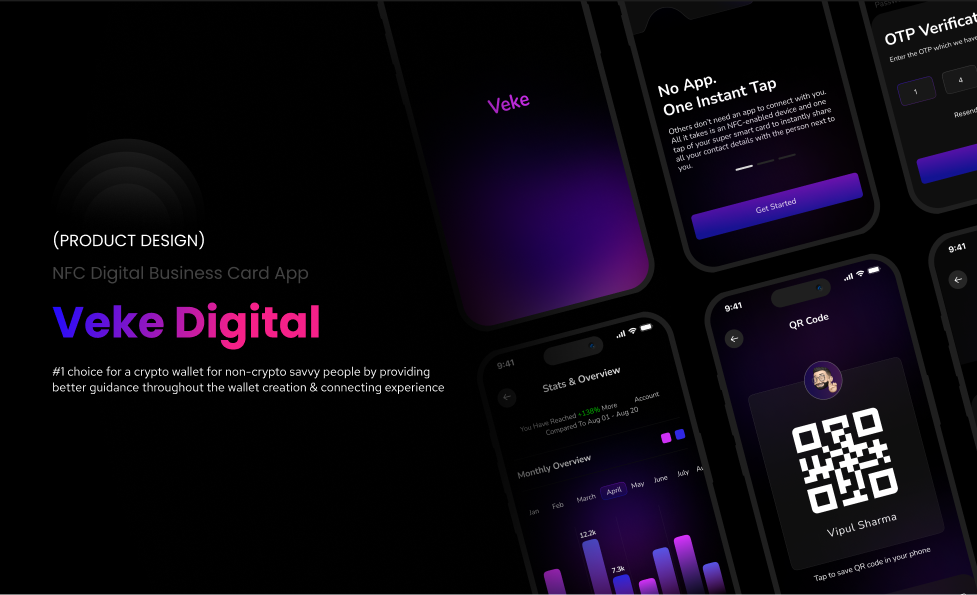 (PRODUCT DESIGN)
NFC Digital Business Card App
Veke Digital
#1 choice for a crypto wallet for non-crypto savvy people by providing
better guidance throughout the wallet creation & connecting experience
Veke
No App.
One Instant Tap
Others don't need an app to connect with you.
All it takes is an NFC-enabled device and one
tap of your super smart card to instantly share
all your contact details with the person next to
you.
Get Started
OTP Verificat
Enter the OTP which we have
1
4
Resend
9:41
Stats & Overview
You Have Reached +138% More Account
Compared To Aug 01 - Aug 20
Monthly Overview
Jan Feb March April May June July Au
12.2k
7.3k
9:41
QR Code
Vipul Sharma
Tap to save QR code in your phone
9:41